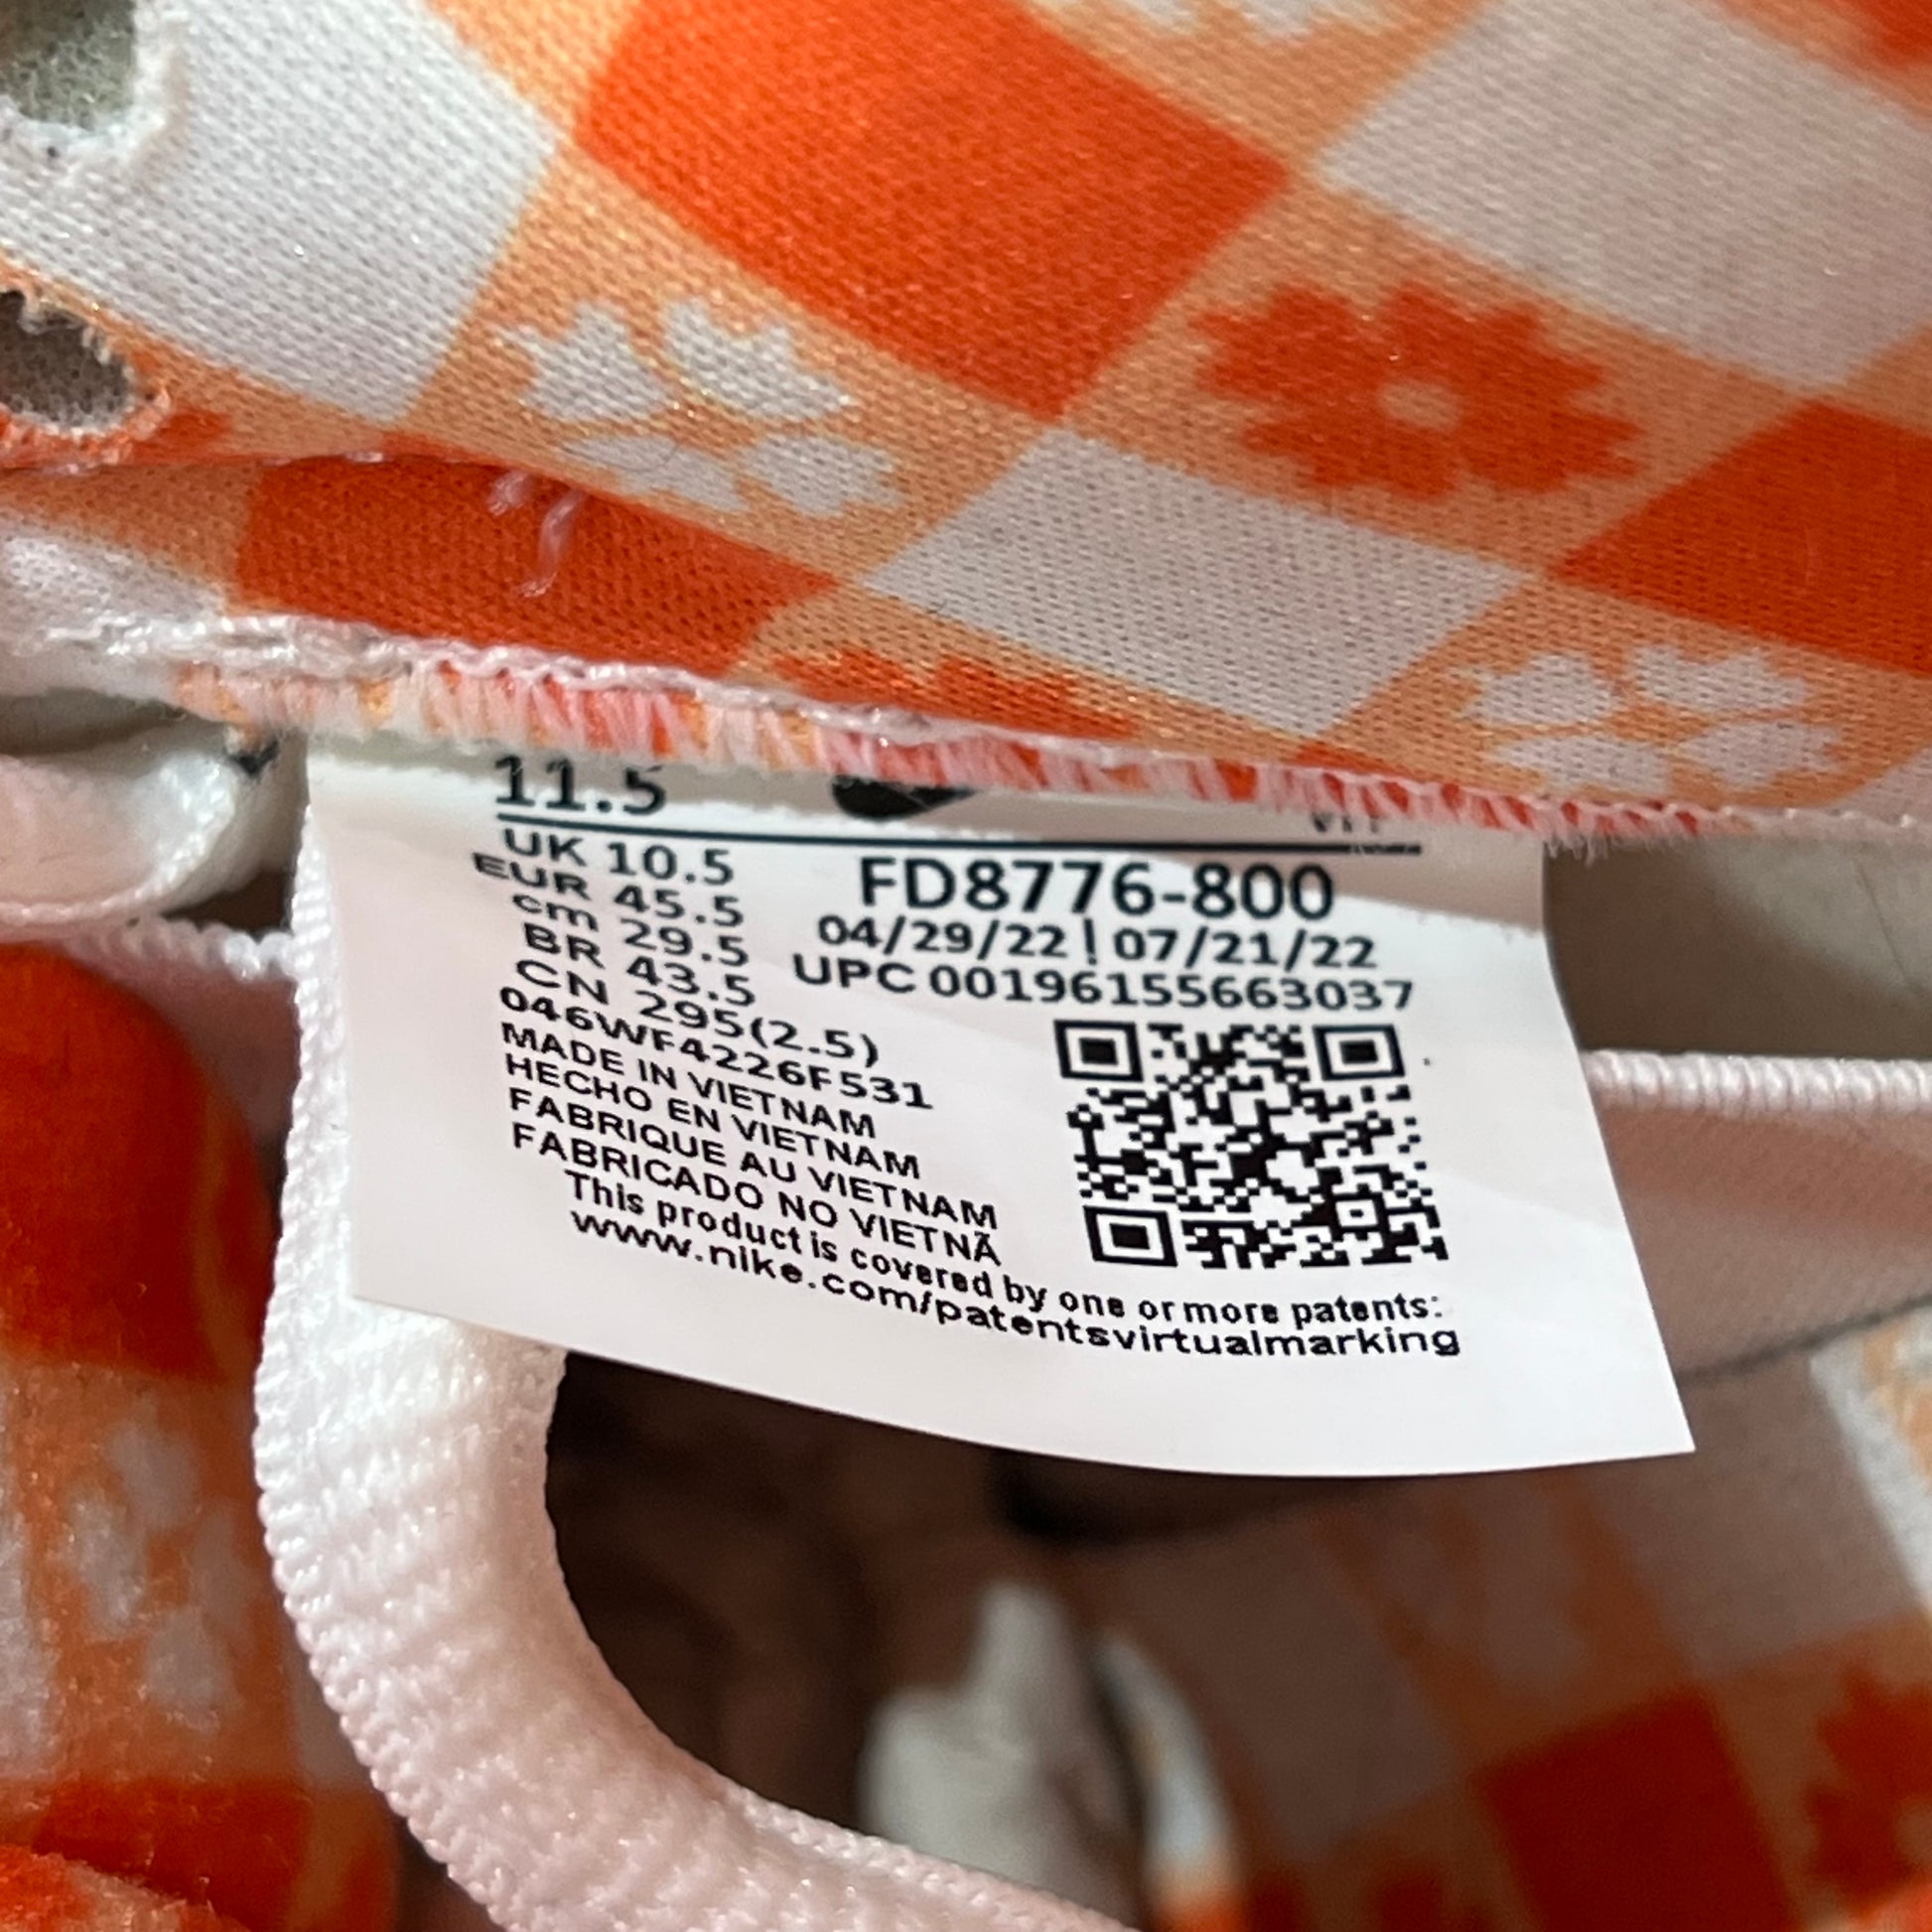 11.5
UK 10.5
EUR 45.5
cm 29.5
BR 43.5
CN 295(2.5)
046WF4226F531
MADE IN VIETNAM
HECHO EN VIETNAM
FABRIQUE AU VIETNAM
FABRICADO NO VIETNÃ
FD8776-800
04/29/22 | 07/21/22
UPC 00196155663037
This product is covered by one or more patents:
www.nike.com/patentsvirtualmarking